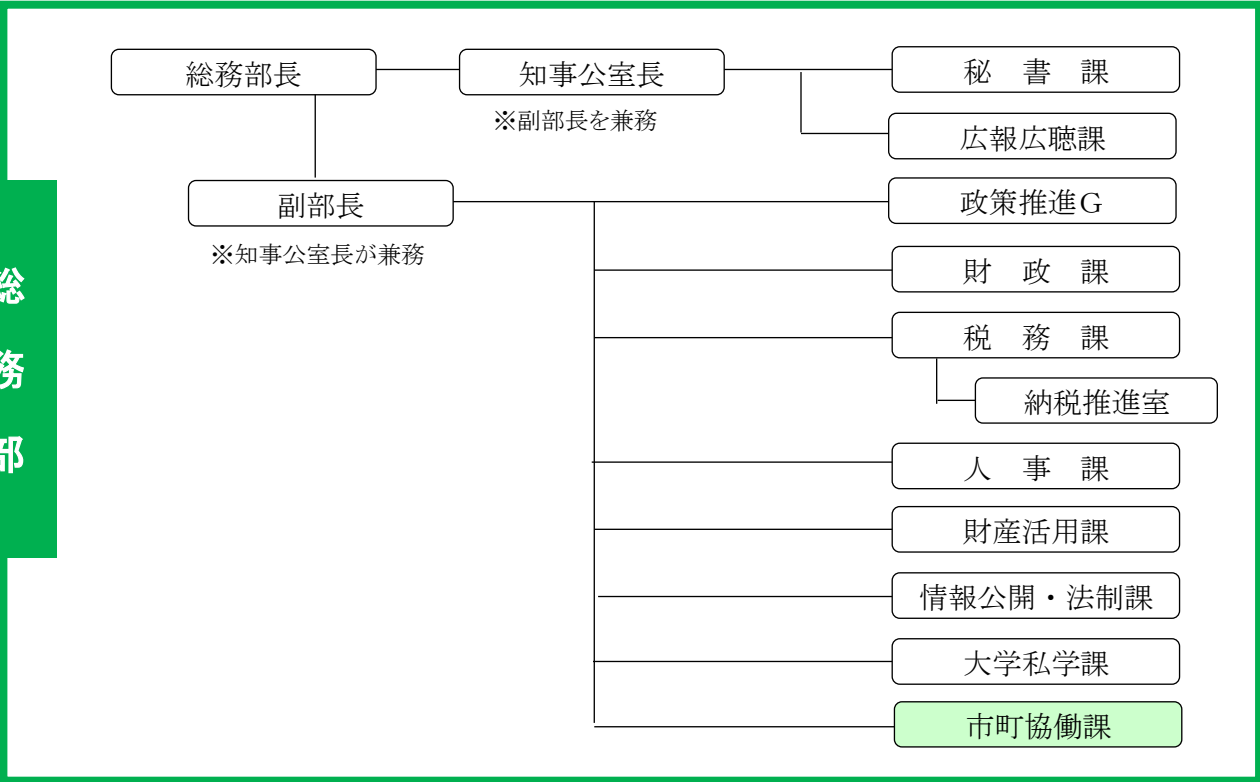 総務部
総務部長
知事公室長
※副部長を兼務
秘　書　課
広報広聴課
副部長
※知事公室長が兼務
政策推進G
財　政　課
税　務　課
納税推進室
人　事　課
財産活用課
情報公開・法制課
大学私学課
市町協働課